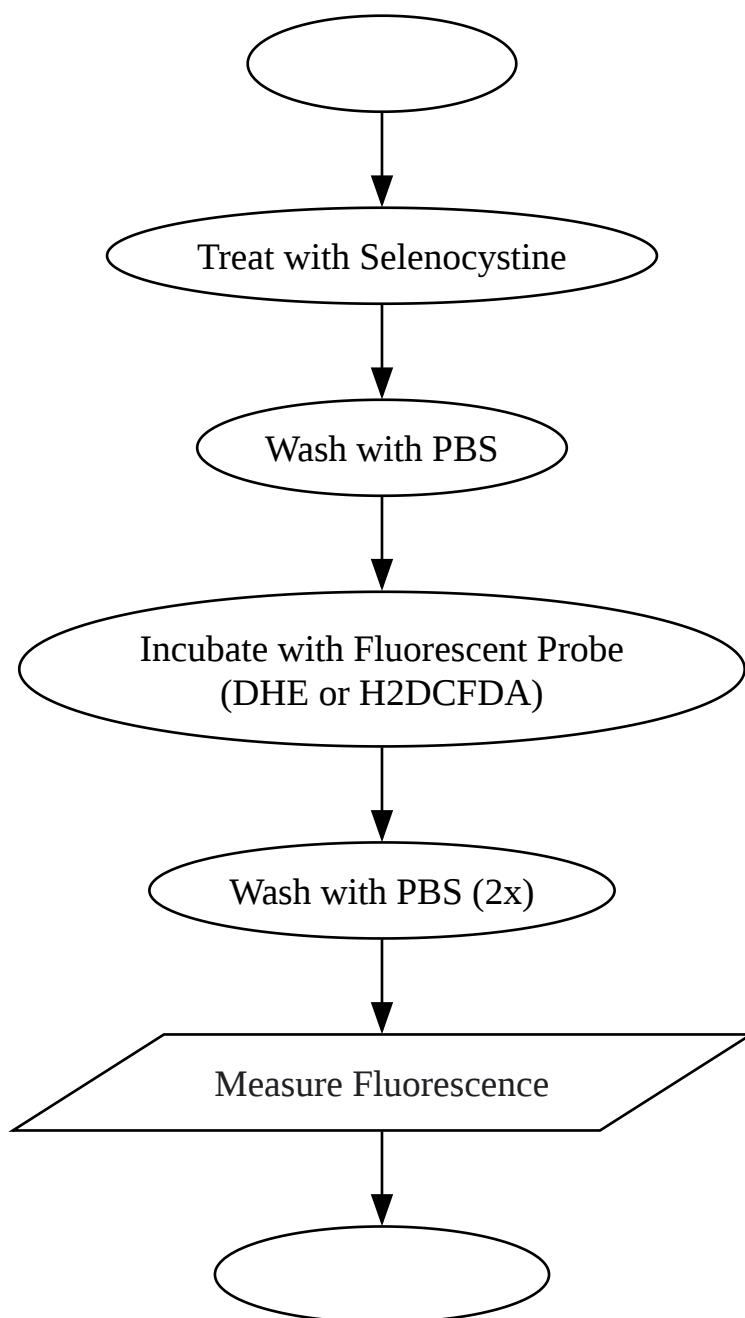 Treat with Selenocystine
Wash with PBS
Incubate with Fluorescent Probe
(DHE or H2DCFDA)
Wash with PBS (2x)
Measure Fluorescence